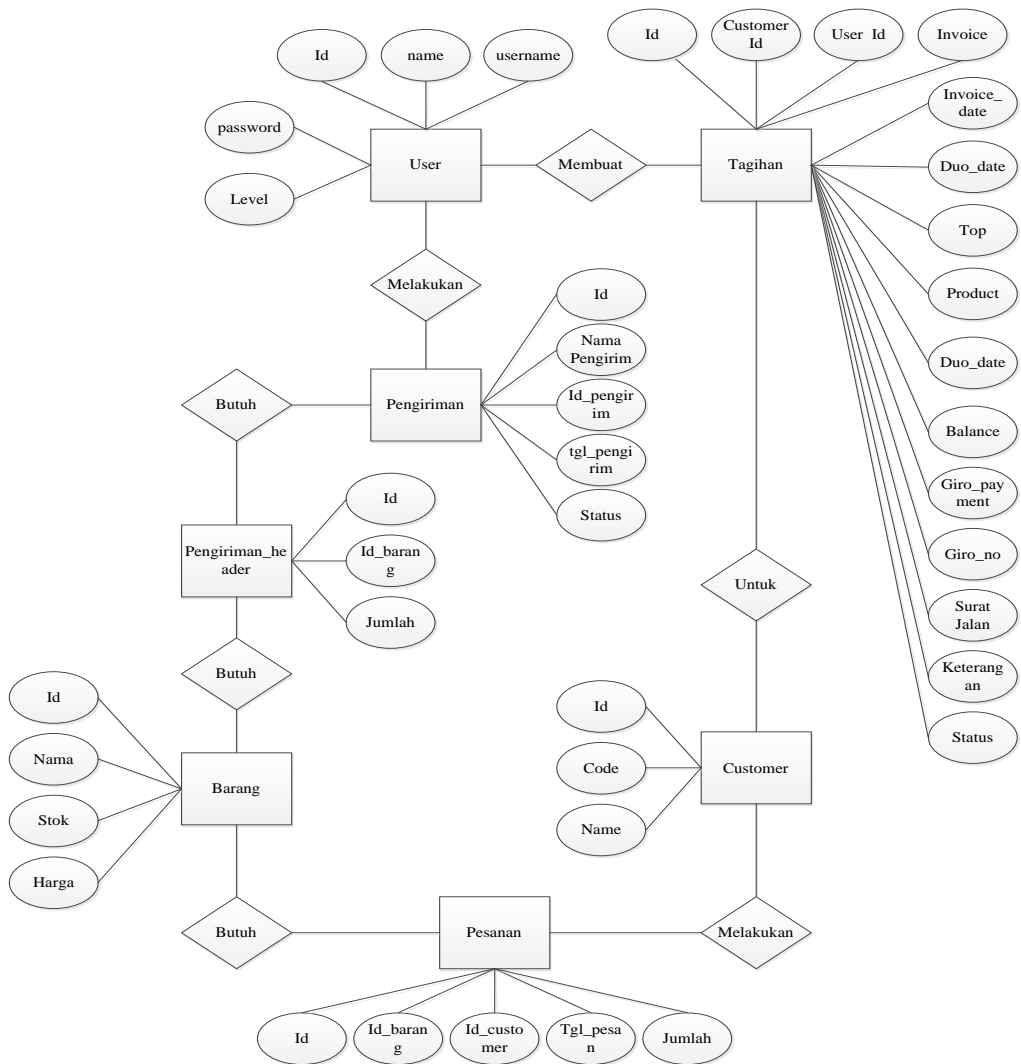 Id
name
username
Id
Customer
Id
User Id
Invoice
password
Level
User
Membuat
Tagihan
Invoice_
date
Duo_date
Top
Product
Duo_date
Balance
Giro_pay
ment
Giro_no
Surat
Jalan
Keterang
an
Status
Melakukan
Pengiriman
Id
Nama
Pengirim
Id_pengir
im
tgl_pengi
rim
Status
Butuh
Pengiriman_he
ader
Id
Id_baran
g
Jumlah
Untuk
Butuh
Id
Nama
Stok
Harga
Barang
Id
Code
Name
Customer
Butuh
Pesanan
Melakukan
Id
Id_baran
g
Id_custo
mer
Tgl_pesa
n
Jumlah